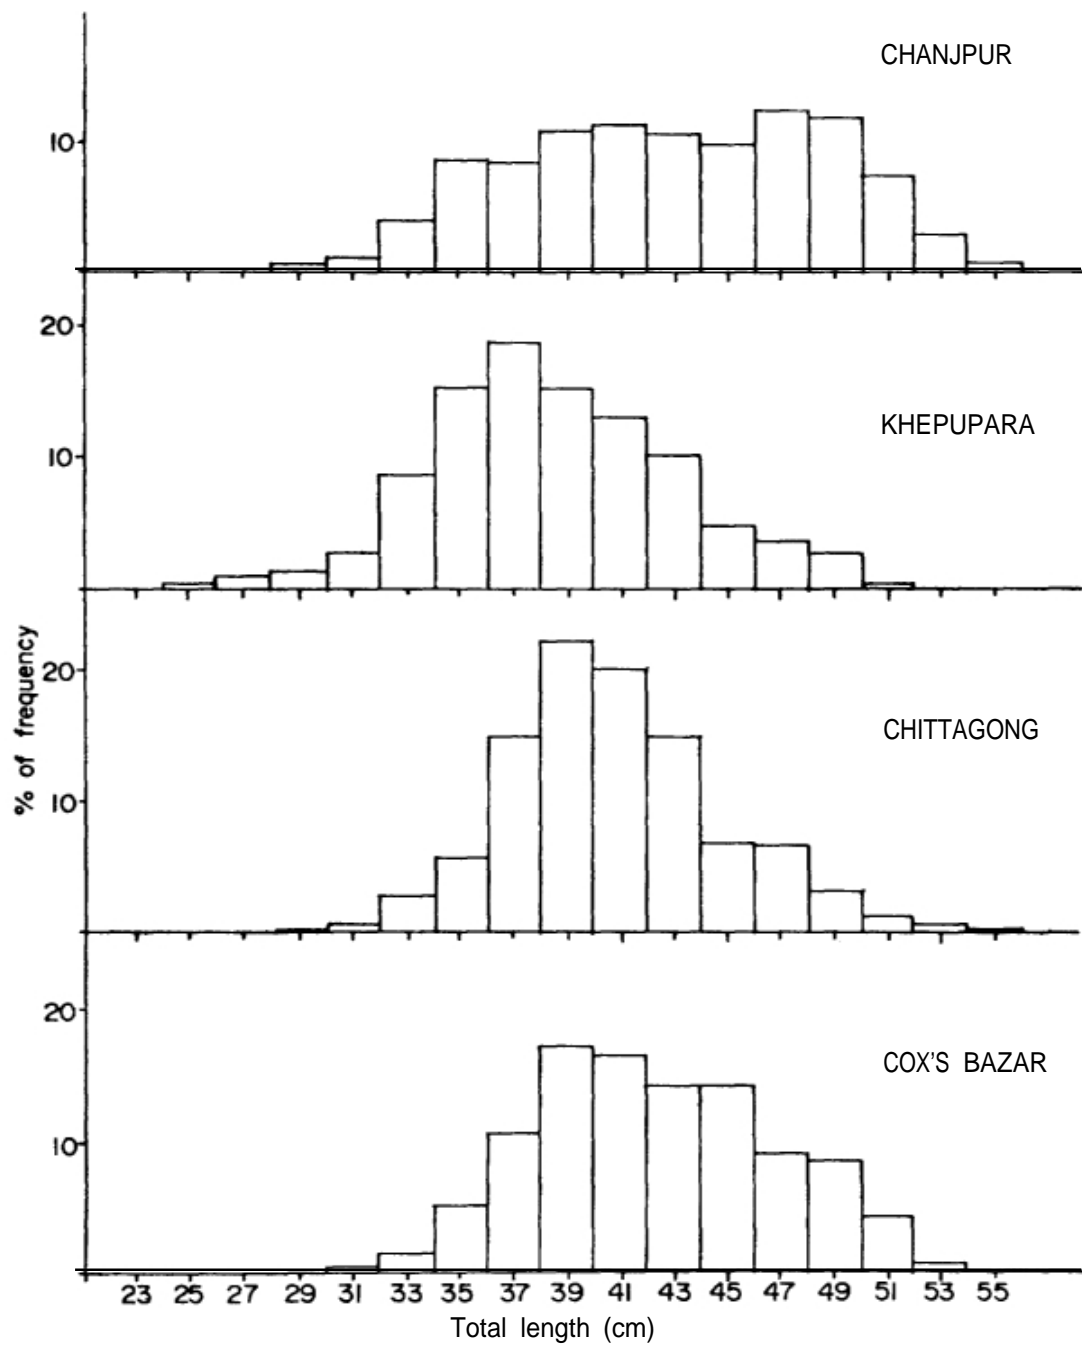 CHANJPUR
10
20
KHEPUPARA
10
% of frequency
20
CHITTAGONG
10
20
COX'S BAZAR
10
23 25 27 29 31 33 35 37 39 41 43 45 47 49 51 53 55
Total length (cm)